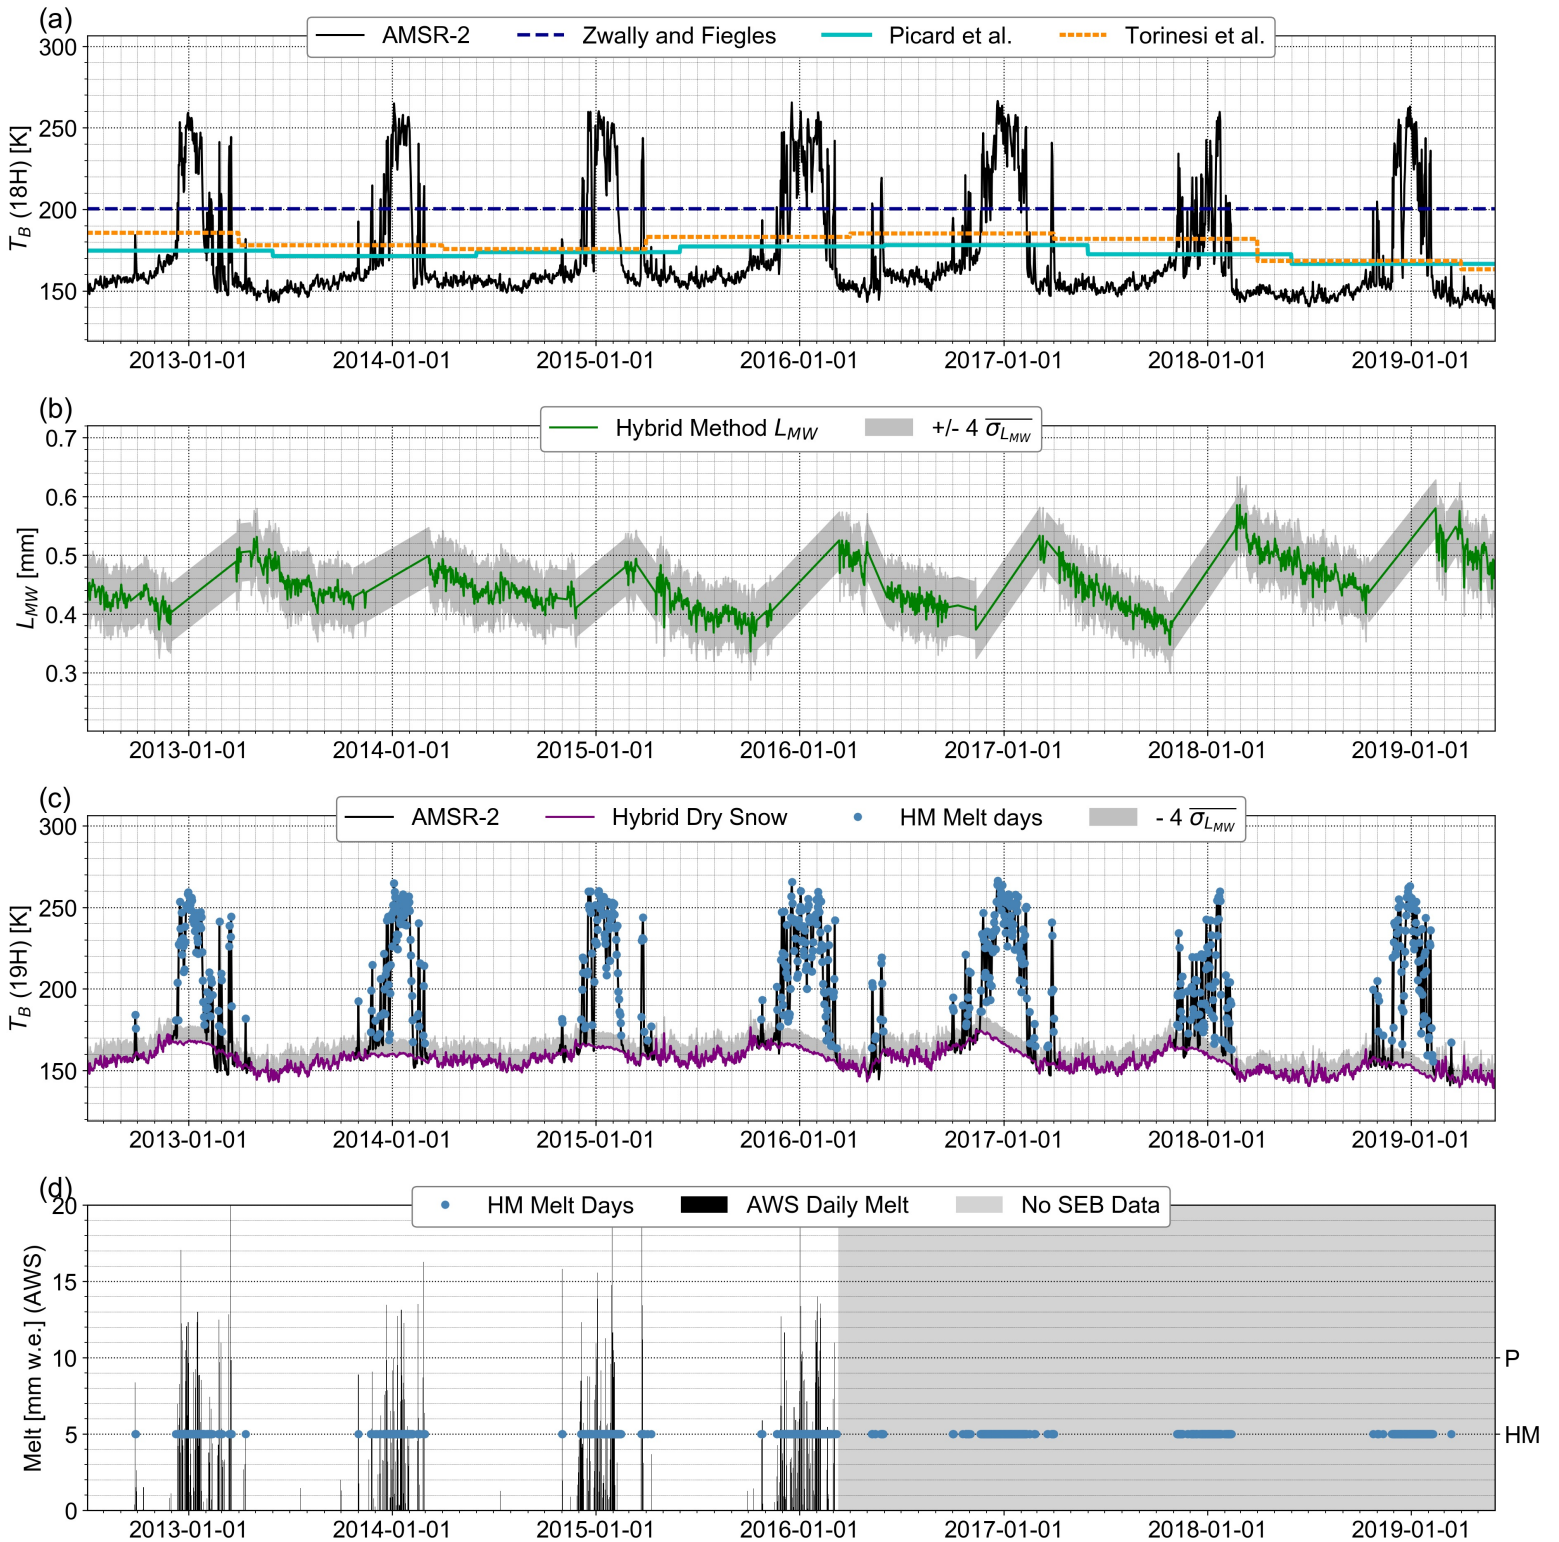 (a)
AMSR-2 Zwally and Fiegles Picard et al. Torinesi et al.
T_B (18H) [K]
300
250
200
150
2013-01-01 2014-01-01 2015-01-01 2016-01-01 2017-01-01 2018-01-01 2019-01-01
(b)
Hybrid Method L_MW +/- 4 σ_L_MW
L_MW [mm]
0.7
0.6
0.5
0.4
0.3
2013-01-01 2014-01-01 2015-01-01 2016-01-01 2017-01-01 2018-01-01 2019-01-01
(c)
AMSR-2 Hybrid Dry Snow HM Melt days - 4 σ_L_MW
T_B (19H) [K]
300
250
200
150
2013-01-01 2014-01-01 2015-01-01 2016-01-01 2017-01-01 2018-01-01 2019-01-01
(d)
HM Melt Days AWS Daily Melt No SEB Data
Melt [mm w.e.] (AWS)
20
15
10 P
5 HM
0
2013-01-01 2014-01-01 2015-01-01 2016-01-01 2017-01-01 2018-01-01 2019-01-01